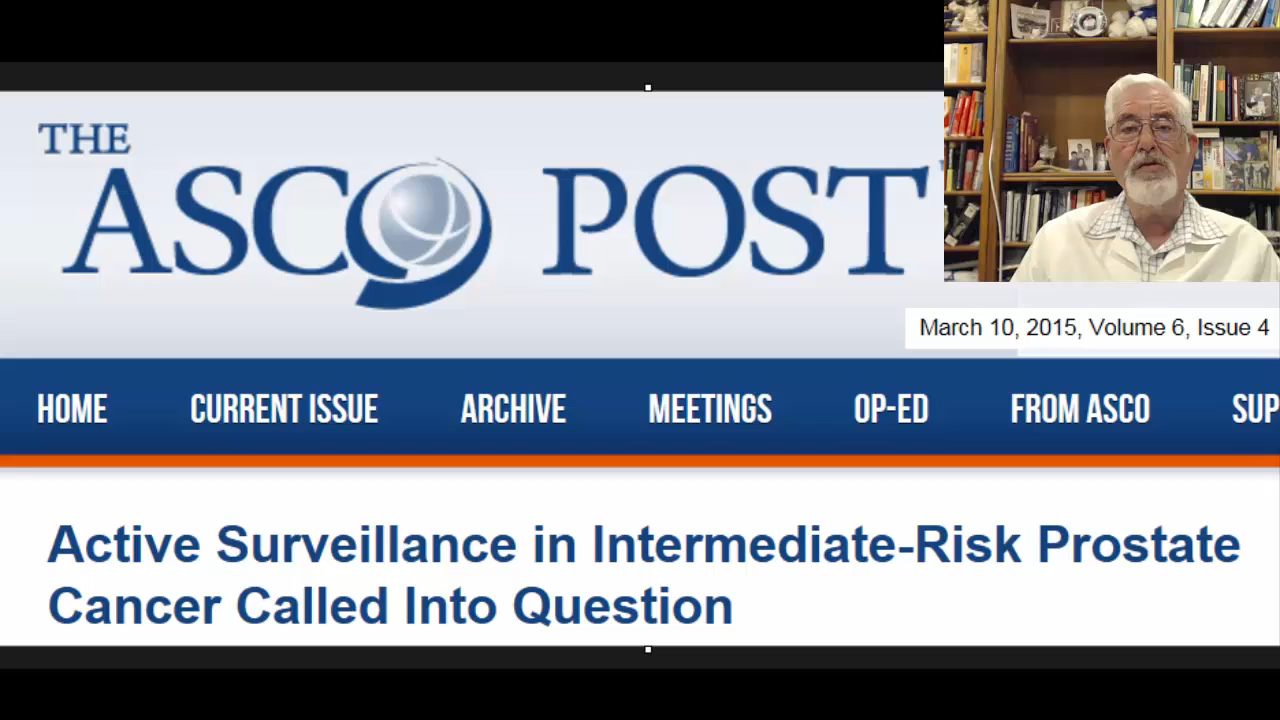 THE
ASCO POST
March 10, 2015, Volume 6, Issue 4
HOME CURRENT ISSUE ARCHIVE MEETINGS OP-ED FROM ASCO SUP
Active Surveillance in Intermediate-Risk Prostate
Cancer Called Into Question